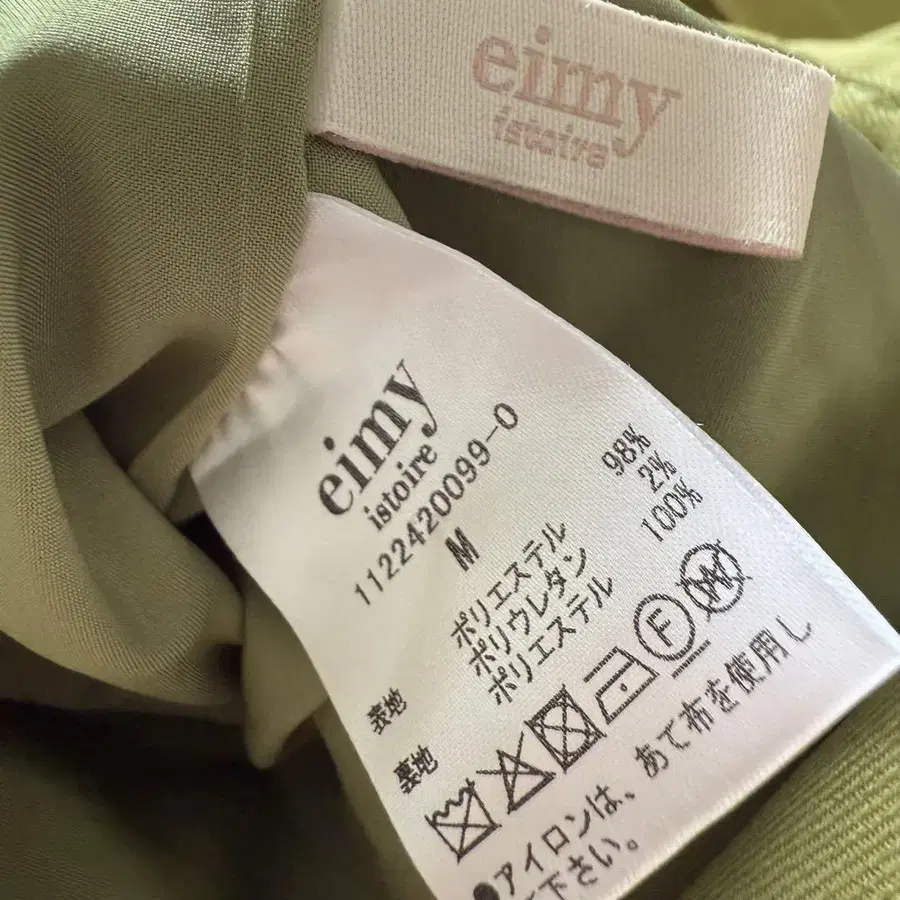 eimy
istoire
eimy
istoire
1122420099-0
M
表地 ポリエステル 98%
ポリウレタン 2%
裏地 ポリエステル 100%
F W
●アイロンは、あて布を使用し
て下さい。